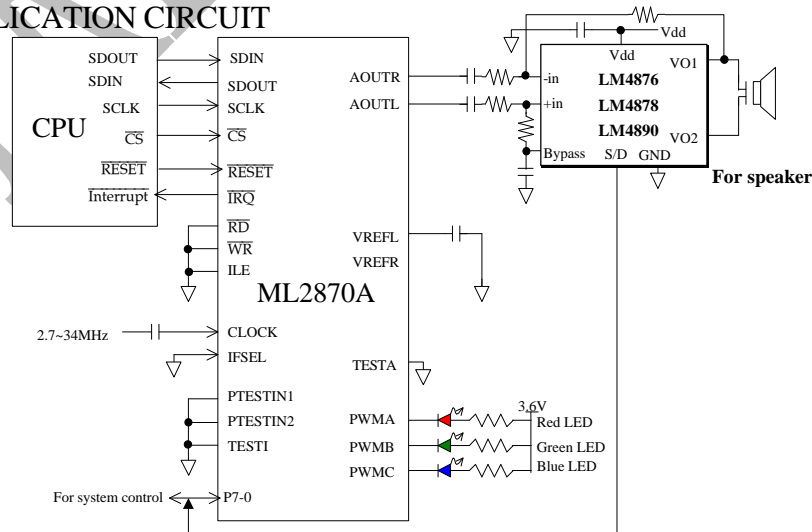 LICATION CIRCUIT
CPU
SDOUT
SDIN
SCLK
CS
RESET
Interrupt
SDIN
SDOUT
SCLK
CS
RESET
IRQ
RD
WR
ILE
ML2870A
2.7~34MHz
CLOCK
IFSEL
PTESTIN1
PTESTIN2
TESTI
For system control
P7-0
AOUTR
AOUTL
VREFL
VREFR
TESTA
PWMA
PWMB
PWMC
3.6V
Red LED
Green LED
Blue LED
Vdd
Vdd
VO1
-in
LM4876
+in
LM4878
LM4890
VO2
Bypass
S/D
GND
For speaker